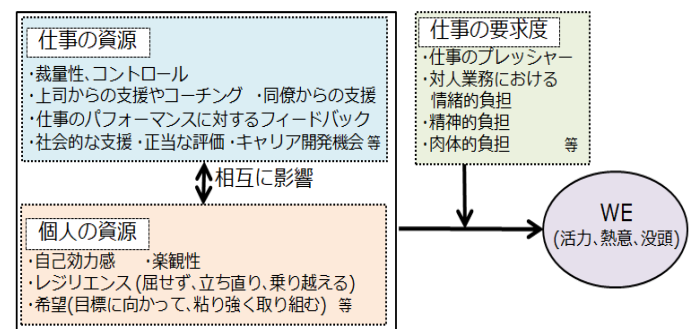 仕事の資源
・裁量性、コントロール
・上司からの支援やコーチング ・同僚からの支援
・仕事のパフォーマンスに対するフィードバック
・社会的な支援・正当な評価・キャリア開発機会 等
相互に影響
個人の資源
・自己効力感 ・楽観性
・レジリエンス(屈せず、立ち直り、乗り越える)
・希望(目標に向かって、粘り強く取り組む) 等
仕事の要求度
・仕事のプレッシャー
・対人業務における
情緒的負担
・精神的負担
・肉体的負担 等
WE
(活力、熱意、没頭)